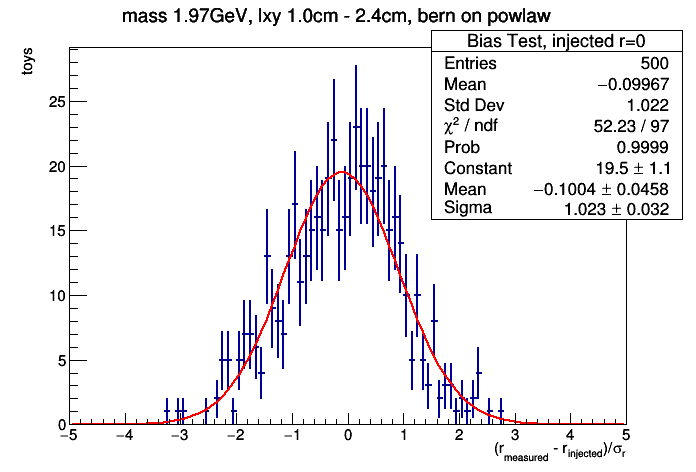 mass 1.97GeV, lxy 1.0cm - 2.4cm, bern on powlaw
toys
Bias Test, injected r=0
Entries 500
Mean −0.09967
Std Dev 1.022
χ² / ndf 52.23 / 97
Prob 0.9999
Constant 19.5 ± 1.1
Mean −0.1004 ± 0.0458
Sigma 1.023 ± 0.032
25
20
15
10
5
0
−5 −4 −3 −2 −1 0 1 2 3 4 5
(r_measured - r_injected)/σ_r